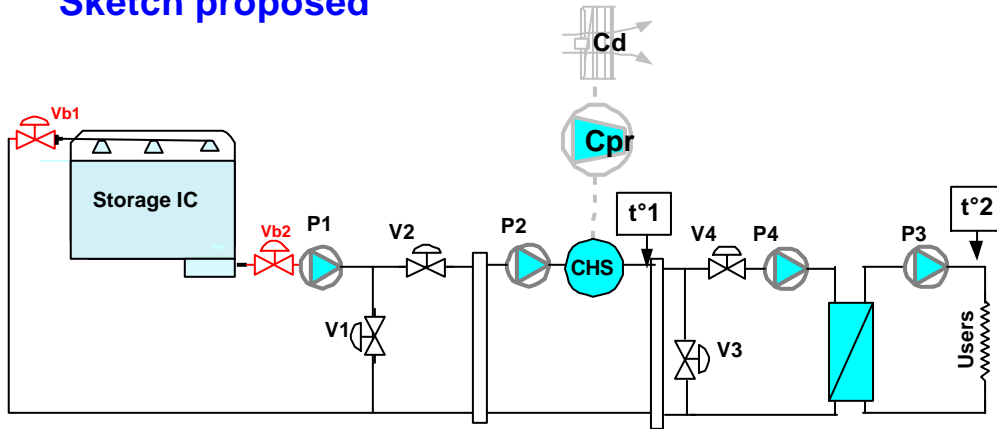 Sketch proposed
Cd
Vb1
Cpr
Storage IC
t°1
t°2
Vb2
P1
V2
P2
CHS
V4
P4
P3
V1
V3
Users